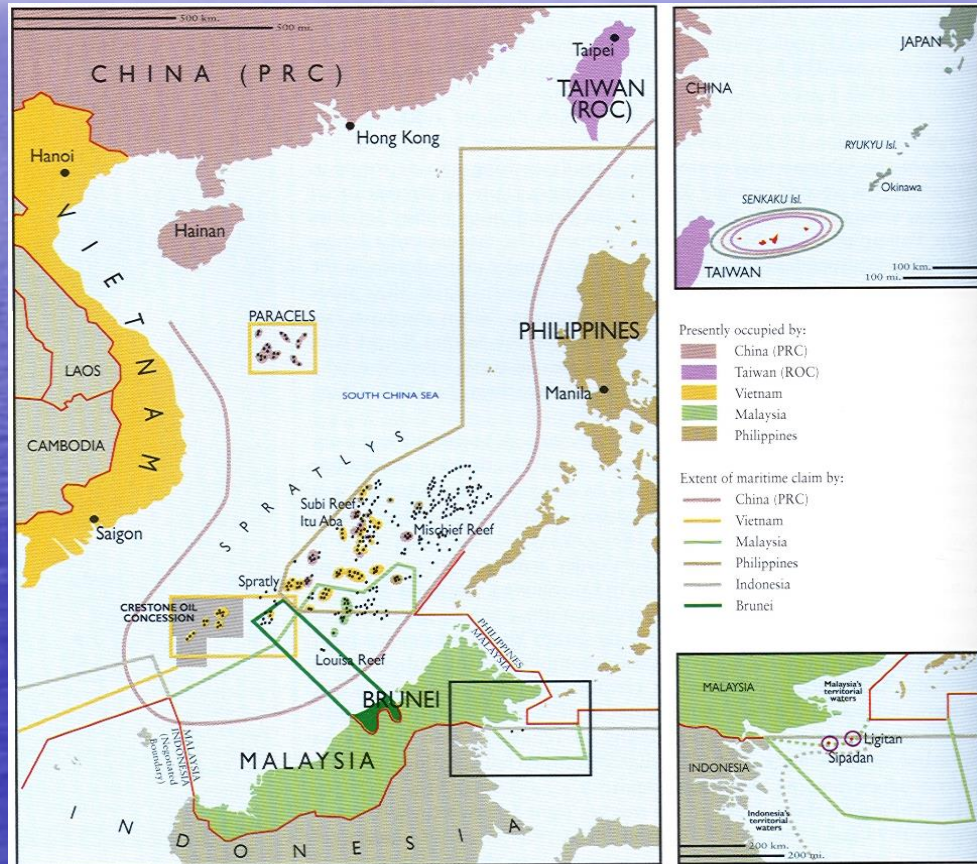 500 km.
500 mi.
CHINA (PRC)
Taipei
TAIWAN
(ROC)
Hong Kong
Hanoi
Hainan
VIETNAM
LAOS
CAMBODIA
Saigon
PARACELS
SOUTH CHINA SEA
PHILIPPINES
Manila
SPRATLYS
Subi Reef
Itu Aba
Mischief Reef
Spratly
CRESTONE OIL
CONCESSION
Louisa Reef
PHILIPPINES
MALAYSIA
BRUNEI
MALAYSIA
MALAYSIA
INDONESIA
(Negotiated
Boundary)
INDONESIA
JAPAN
CHINA
RYUKYU Isl.
Okinawa
SENKAKU Isl.
TAIWAN
100 km.
100 mi.
Presently occupied by:
China (PRC)
Taiwan (ROC)
Vietnam
Malaysia
Philippines
Extent of maritime claim by:
China (PRC)
Vietnam
Malaysia
Philippines
Indonesia
Brunei
MALAYSIA
Malaysia's
territorial
waters
Ligitan
Sipadan
INDONESIA
Indonesia's
territorial
waters
200 km.
200 mi.